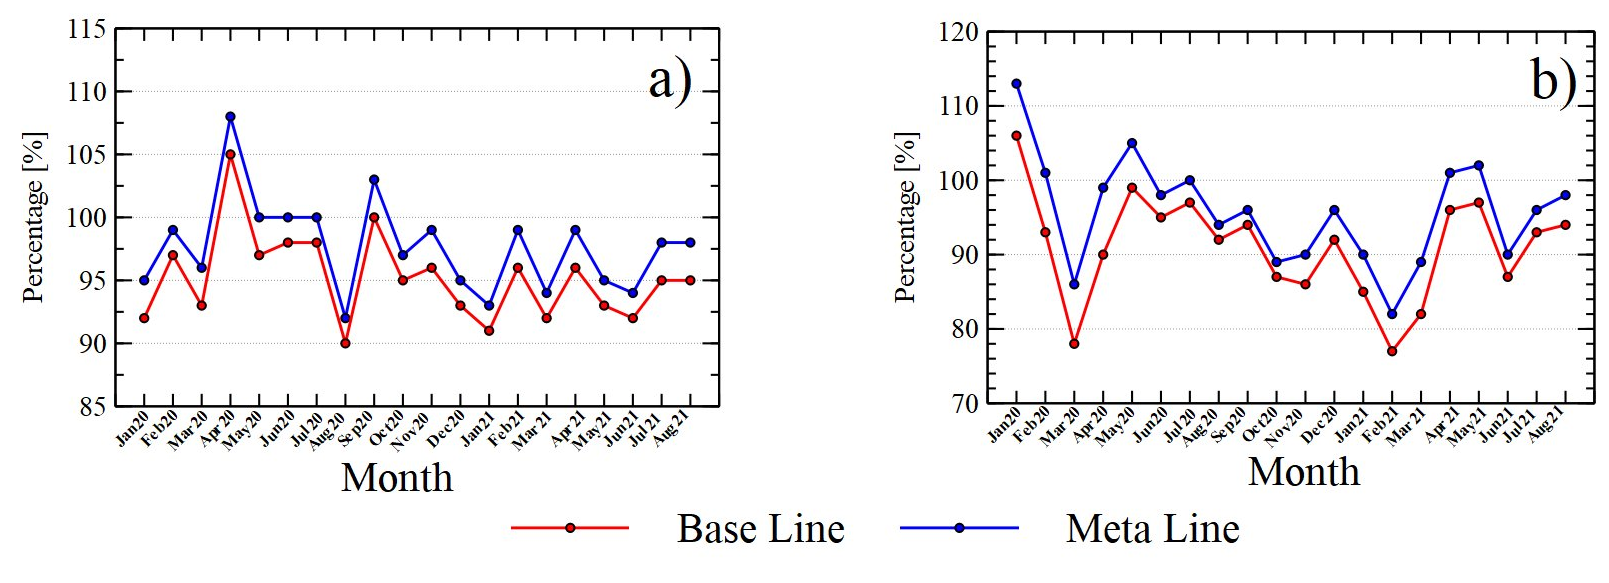 115
110
105
100
95
90
85
Percentage [%]
a)
Jan20 Feb20 Mar20 Apr20 May20 Jun20 Jul20 Aug20 Sep20 Oct20 Nov20 Dec20 Jan21 Feb21 Mar21 Apr21 May21 Jun21 Jul21 Aug21
Month
120
110
100
90
80
70
Percentage [%]
b)
Jan20 Feb20 Mar20 Apr20 May20 Jun20 Jul20 Aug20 Sep20 Oct20 Nov20 Dec20 Jan21 Feb21 Mar21 Apr21 May21 Jun21 Jul21 Aug21
Month
Base Line Meta Line